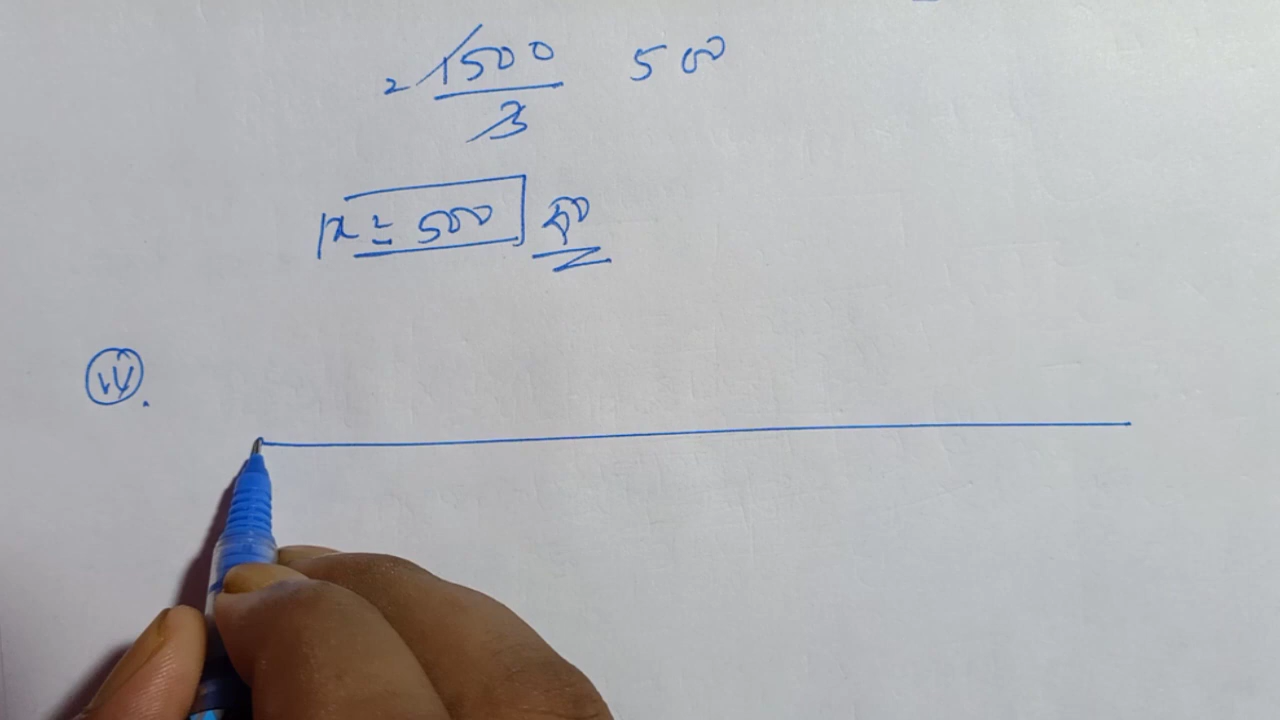 = 1500 500
3
x = 500
iv.